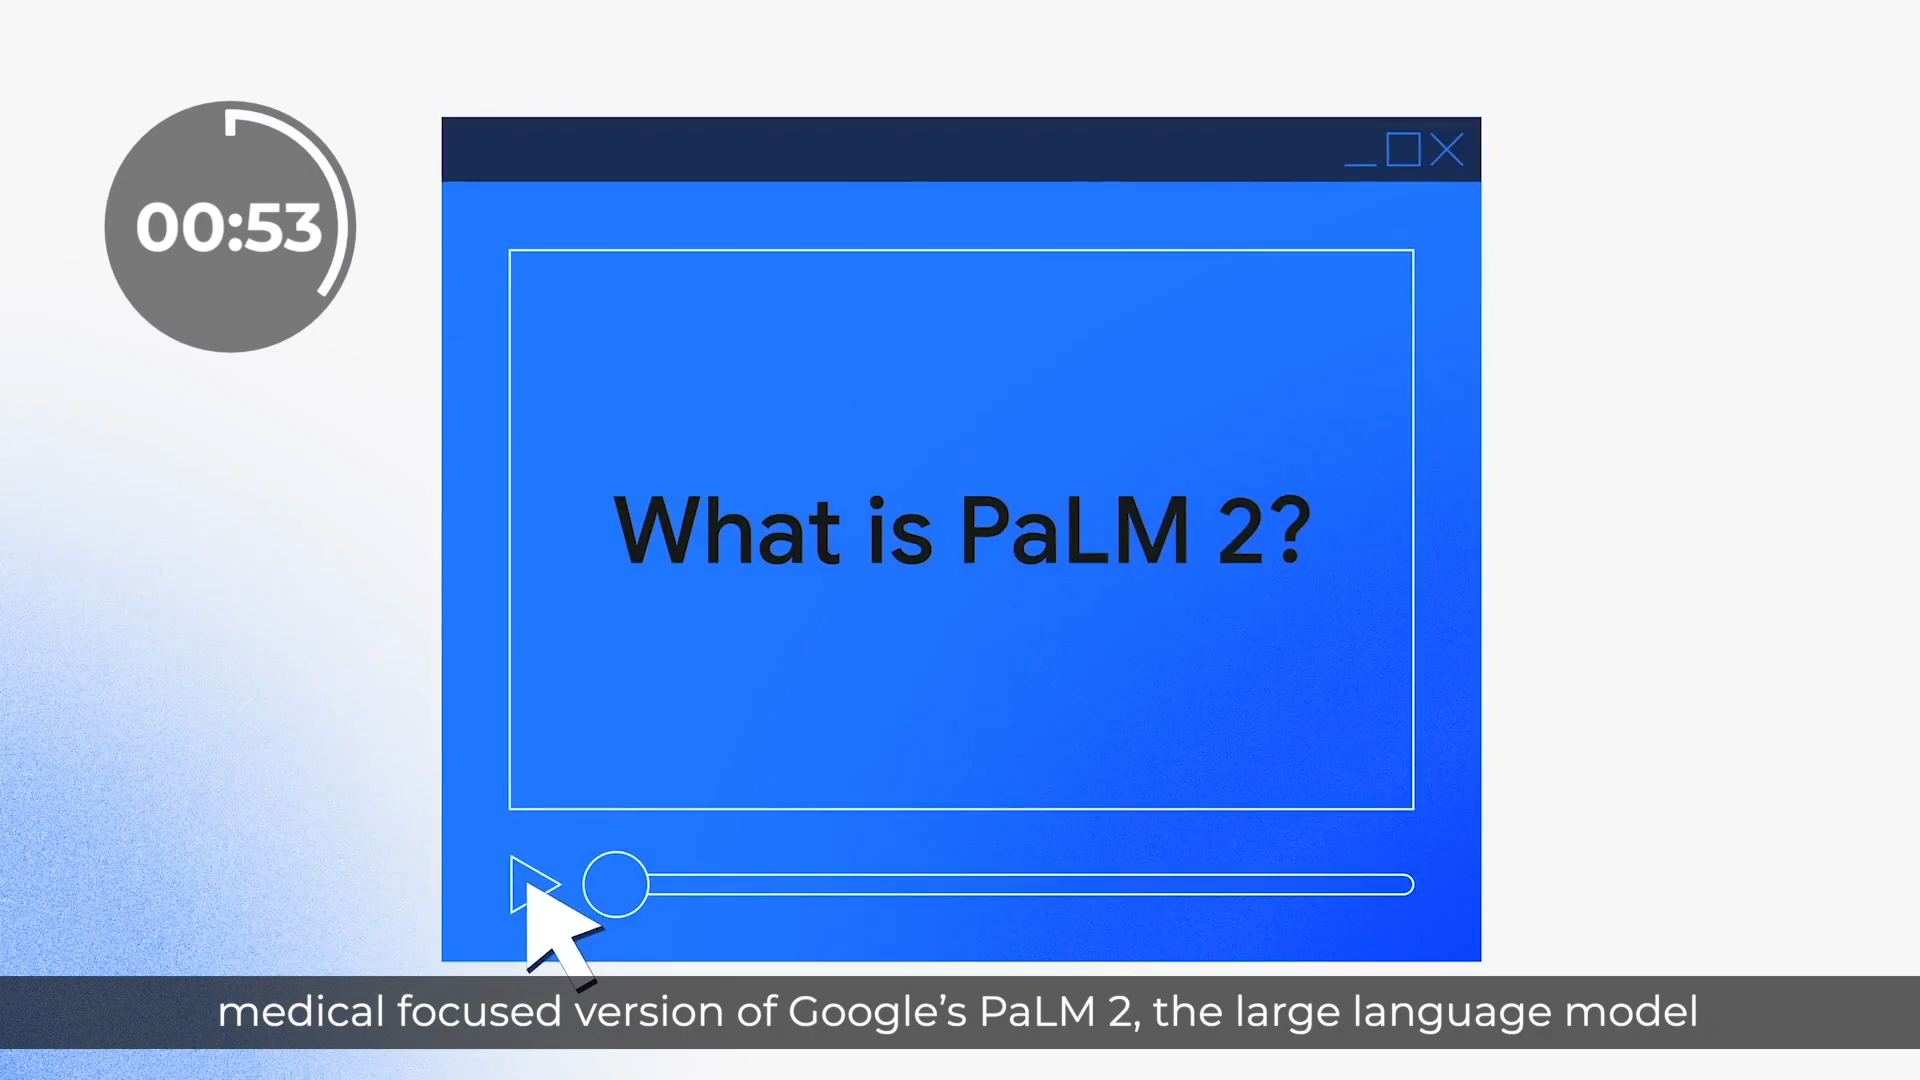 00:53
What is PaLM 2?
medical focused version of Google’s PaLM 2, the large language model